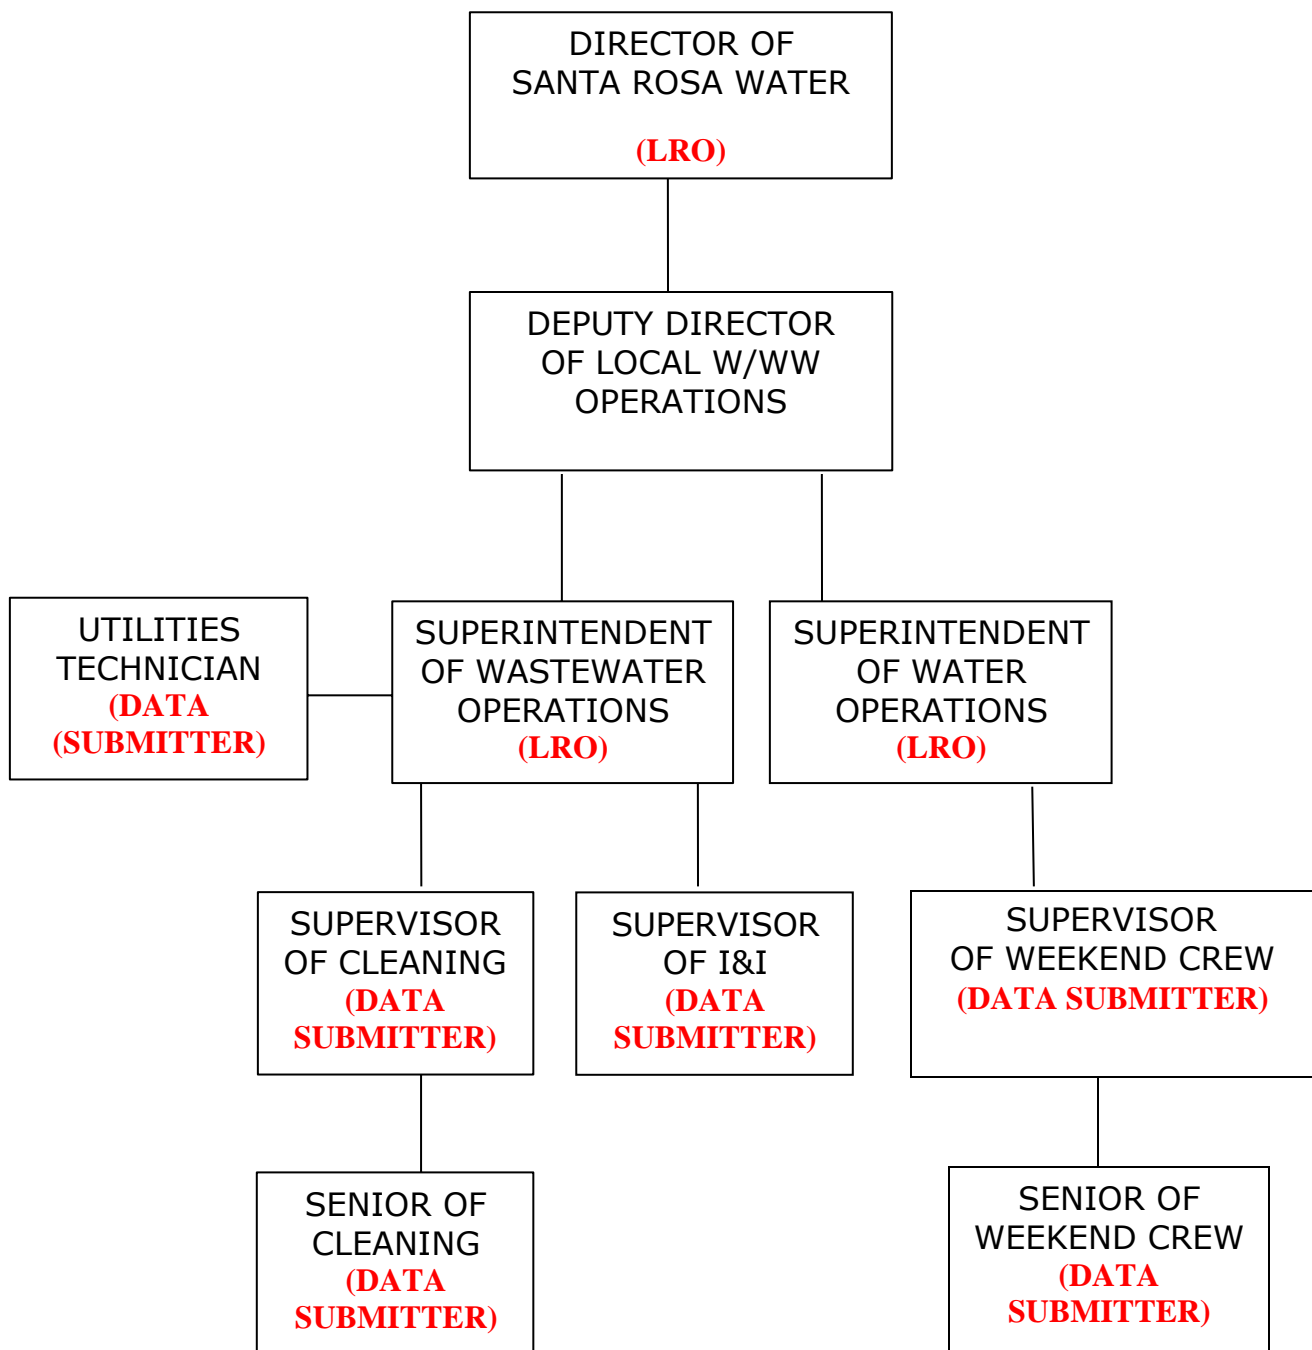 DIRECTOR OF
SANTA ROSA WATER
(LRO)
DEPUTY DIRECTOR
OF LOCAL W/WW
OPERATIONS
UTILITIES
TECHNICIAN
(DATA
(SUBMITTER)
SUPERINTENDENT
OF WASTEWATER
OPERATIONS
(LRO)
SUPERINTENDENT
OF WATER
OPERATIONS
(LRO)
SUPERVISOR
OF CLEANING
(DATA
SUBMITTER)
SUPERVISOR
OF I&I
(DATA
SUBMITTER)
SUPERVISOR
OF WEEKEND CREW
(DATA SUBMITTER)
SENIOR OF
CLEANING
(DATA
SUBMITTER)
SENIOR OF
WEEKEND CREW
(DATA
SUBMITTER)